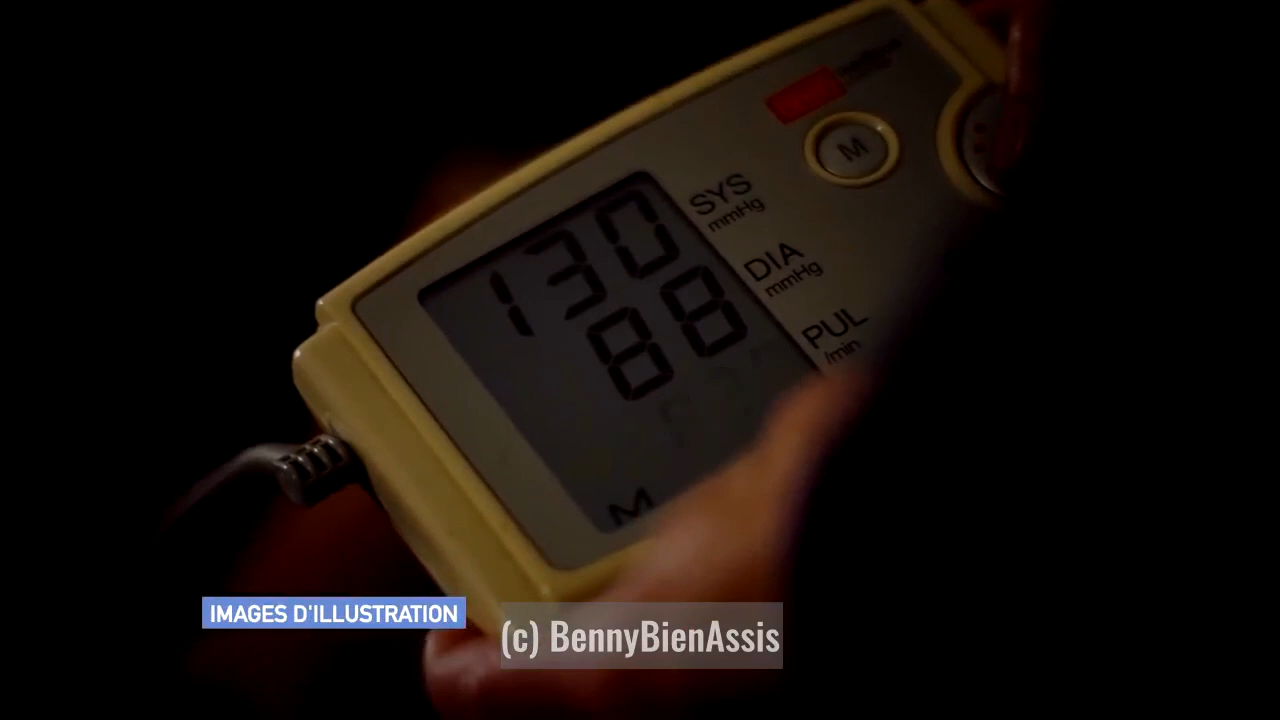 M
SYS
mmHg
130
DIA
mmHg
88
PUL
/min
M
IMAGES D'ILLUSTRATION
(c) BennyBienAssis